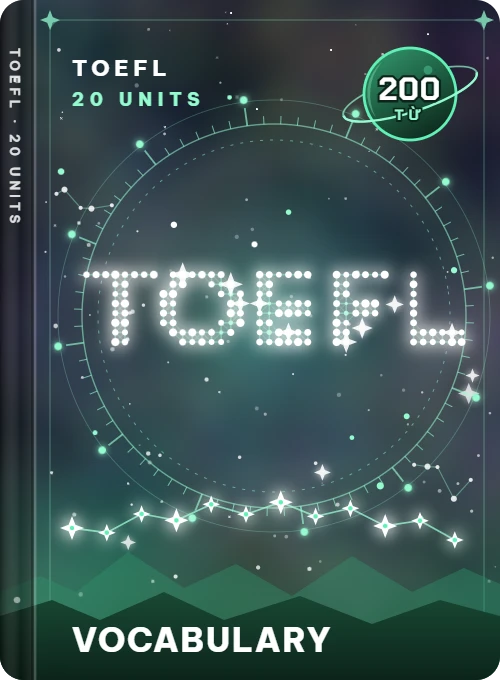 TOEFL · 20 UNITS
TOEFL
20 UNITS
200
TỪ
TOEFL
VOCABULARY